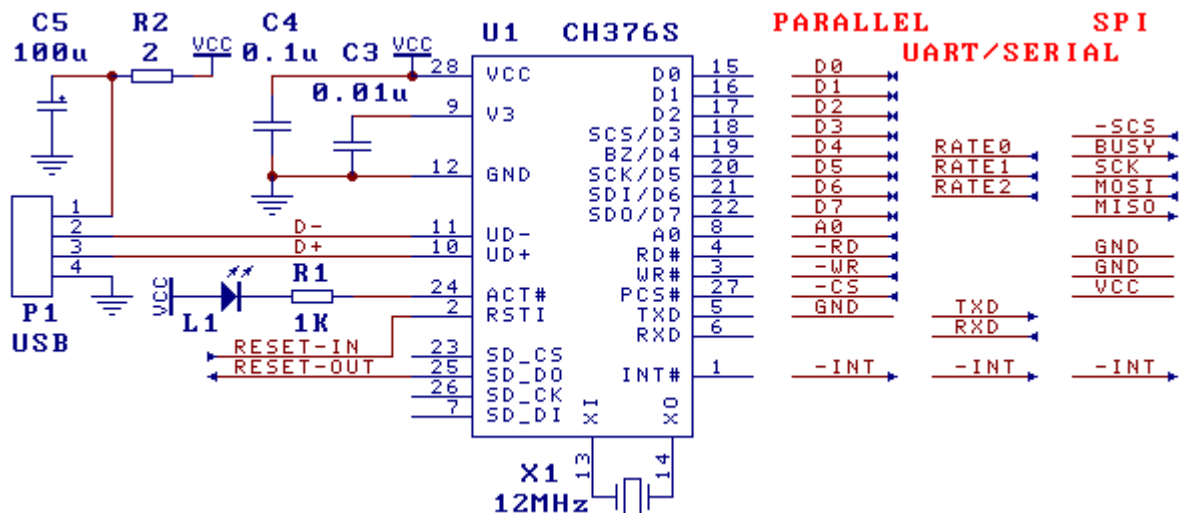 C5 R2 C4 U1 CH376S PARALLEL SPI
100u 2 VCC 0.1u C3 VCC UART/SERIAL
28 VCC D0 15 D0
0.01u D1 16 D1
9 V3 D2 17 D2
SCS/D3 18 D3 -SCS
BZ/D4 19 D4 RATE0 BUSY
12 GND SCK/D5 20 D5 RATE1 SCK
SDI/D6 21 D6 RATE2 MOSI
1 SDO/D7 22 D7 MISO
2 D- 11 UD- A0 8 A0
3 D+ 10 UD+ RD# 4 -RD GND
4 R1 WR# 3 -WR GND
VCC 24 ACT# PCS# 27 -CS VCC
P1 L1 1K 2 RSTI TXD 5 GND TXD
USB RXD 6 RXD
RESET-IN 23 SD_CS
RESET-OUT 25 SD_DO INT# 1 -INT -INT -INT
26 SD_CK
7 SD_DI XI XO
X1 13 14
12MHz